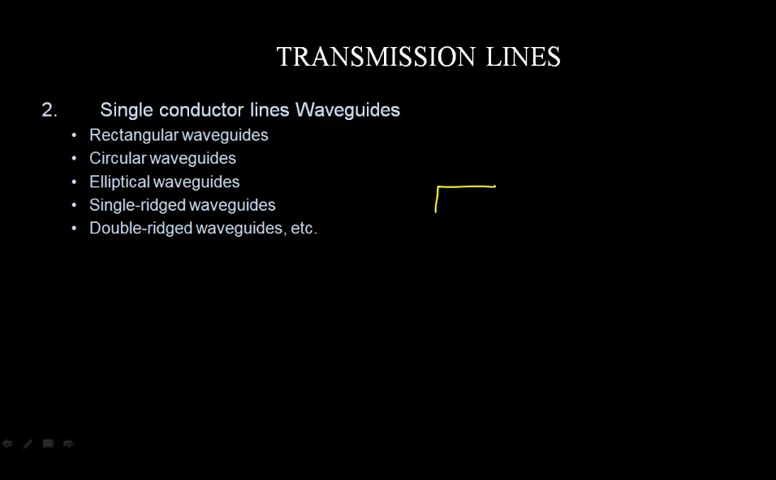 TRANSMISSION LINES
2. Single conductor lines Waveguides
• Rectangular waveguides
• Circular waveguides
• Elliptical waveguides
• Single-ridged waveguides
• Double-ridged waveguides, etc.